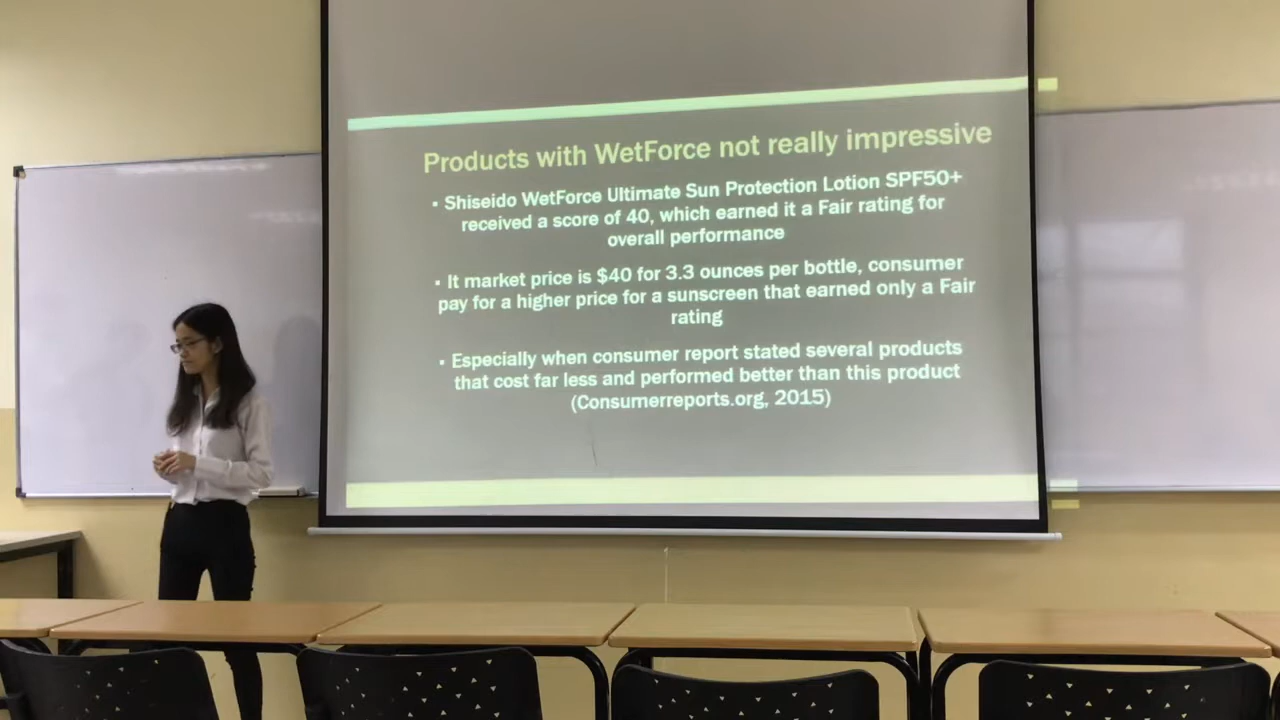 Products with WetForce not really impressive
▪ Shiseido WetForce Ultimate Sun Protection Lotion SPF50+
received a score of 40, which earned it a Fair rating for
overall performance
▪ It market price is $40 for 3.3 ounces per bottle, consumer
pay for a higher price for a sunscreen that earned only a Fair
rating
▪ Especially when consumer report stated several products
that cost far less and performed better than this product
(Consumerreports.org, 2015)